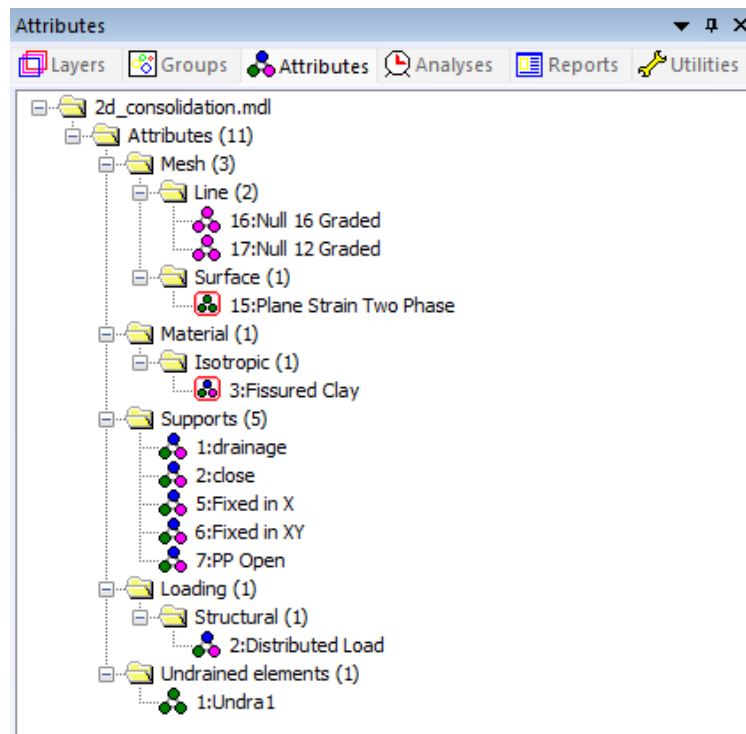 Attributes
Layers Groups Attributes Analyses Reports Utilities
2d_consolidation.mdl
Attributes (11)
Mesh (3)
Line (2)
16:Null 16 Graded
17:Null 12 Graded
Surface (1)
15:Plane Strain Two Phase
Material (1)
Isotropic (1)
3:Fissured Clay
Supports (5)
1:drainage
2:close
5:Fixed in X
6:Fixed in XY
7:PP Open
Loading (1)
Structural (1)
2:Distributed Load
Undrained elements (1)
1:Undra1